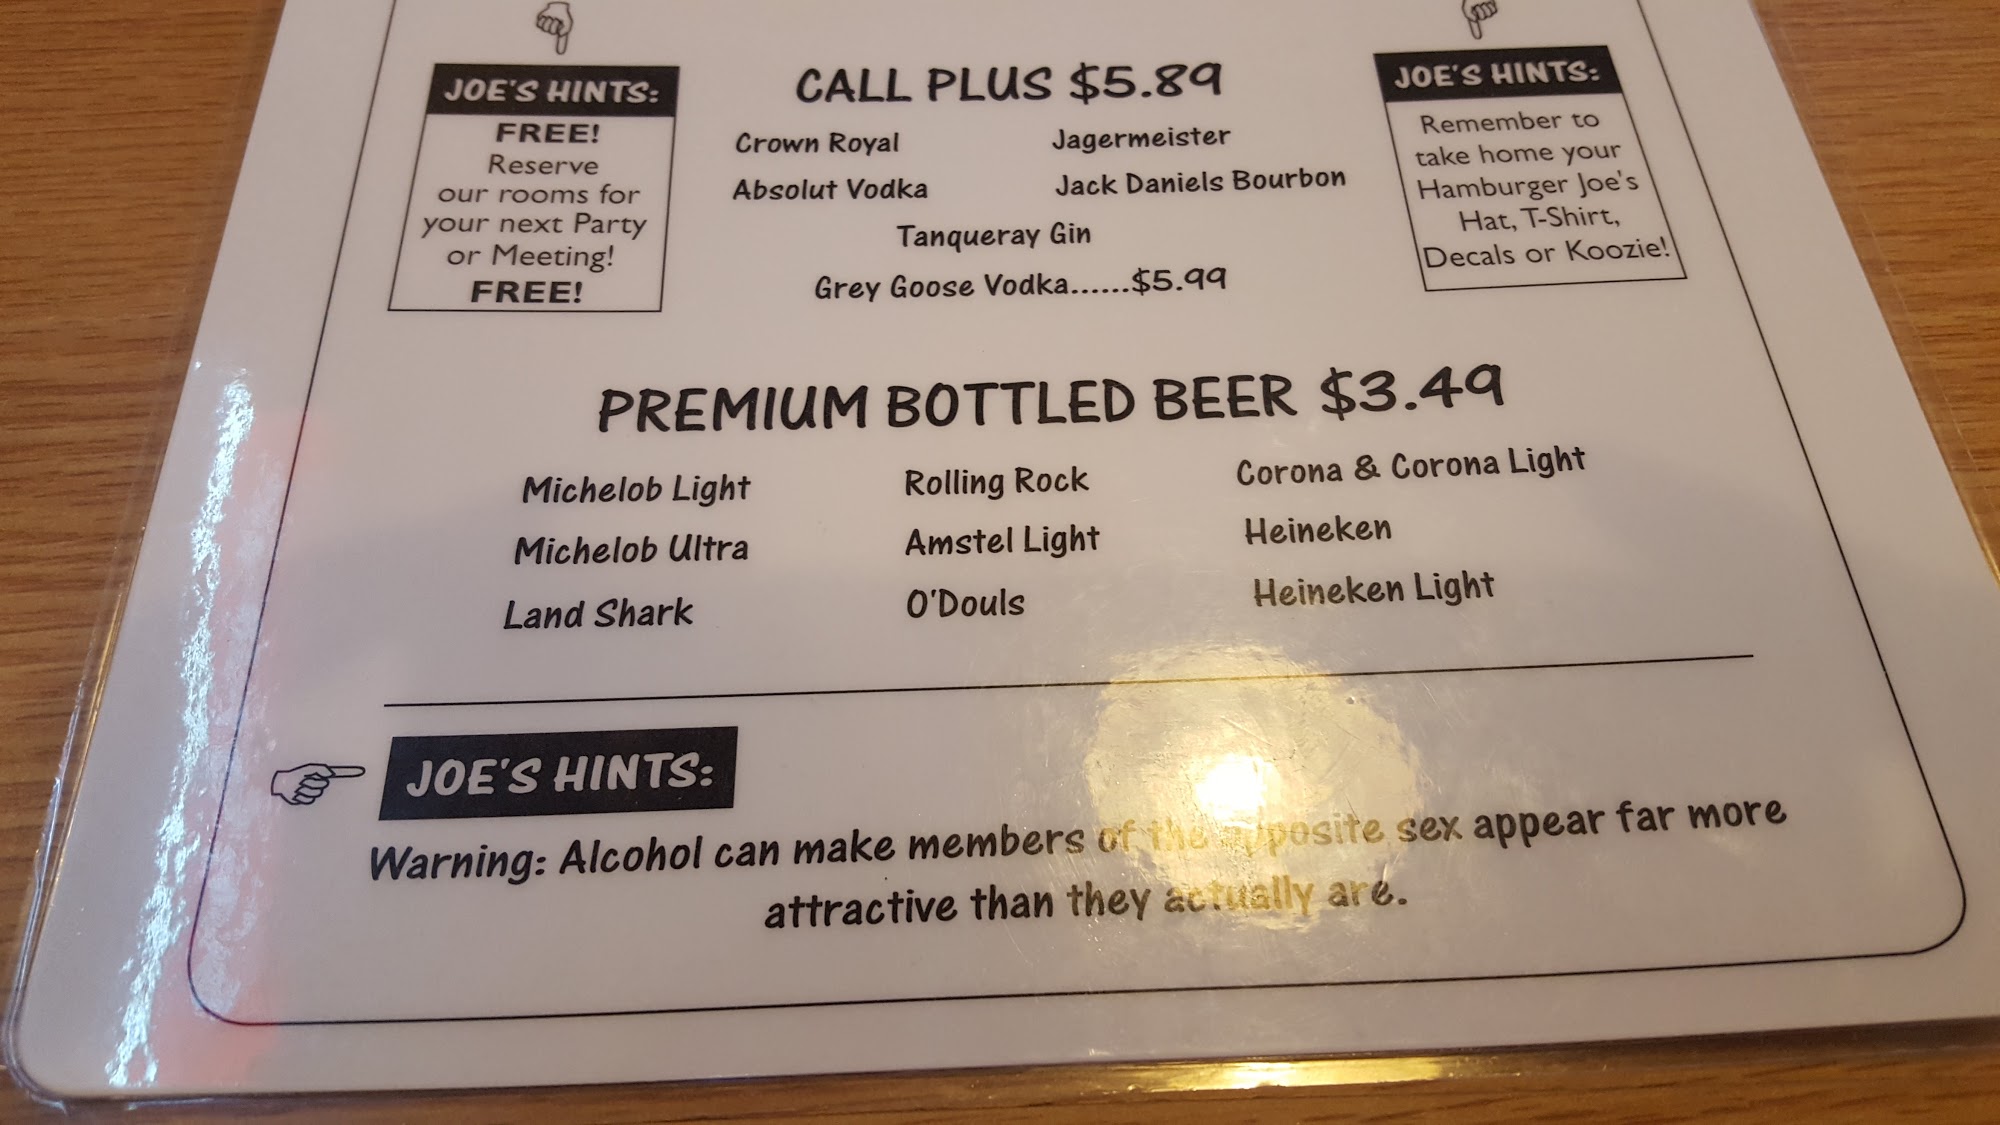 JOE'S HINTS:
FREE!
Reserve
our rooms for
your next Party
or Meeting!
FREE!
CALL PLUS $5.89
Crown Royal Jagermeister
Absolut Vodka Jack Daniels Bourbon
Tanqueray Gin
Grey Goose Vodka......$5.99
JOE'S HINTS:
Remember to
take home your
Hamburger Joe's
Hat, T-Shirt,
Decals or Koozie!
PREMIUM BOTTLED BEER $3.49
Michelob Light Rolling Rock Corona & Corona Light
Michelob Ultra Amstel Light Heineken
Land Shark O'Douls Heineken Light
JOE'S HINTS:
Warning: Alcohol can make members of the opposite sex appear far more
attractive than they actually are.